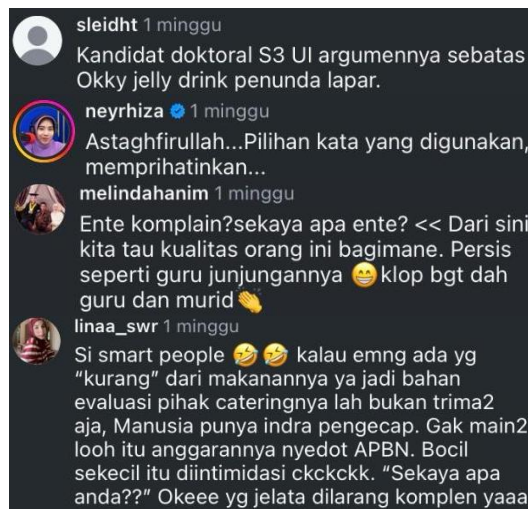 sleidht 1 minggu
Kandidat doktoral S3 UI argumennya sebatas
Okky jelly drink penunda lapar.
neyrhiza 1 minggu
Astaghfirullah...Pilihan kata yang digunakan,
memprihatinkan...
melindahanim 1 minggu
Ente komplain?sekaya apa ente? << Dari sini
kita tau kualitas orang ini bagimane. Persis
seperti guru junjungannya 😁klop bgt dah
guru dan murid👏
linaa_swr 1 minggu
Si smart people 🤣🤣 kalau emng ada yg
“kurang” dari makanannya ya jadi bahan
evaluasi pihak cateringnya lah bukan trima2
aja, Manusia punya indra pengecap. Gak main2
looh itu anggarannya nyedot APBN. Bocil
sekecil itu diintimidasi ckckckk. “Sekaya apa
anda??” Okeee yg jelata dilarang komplen yaaa